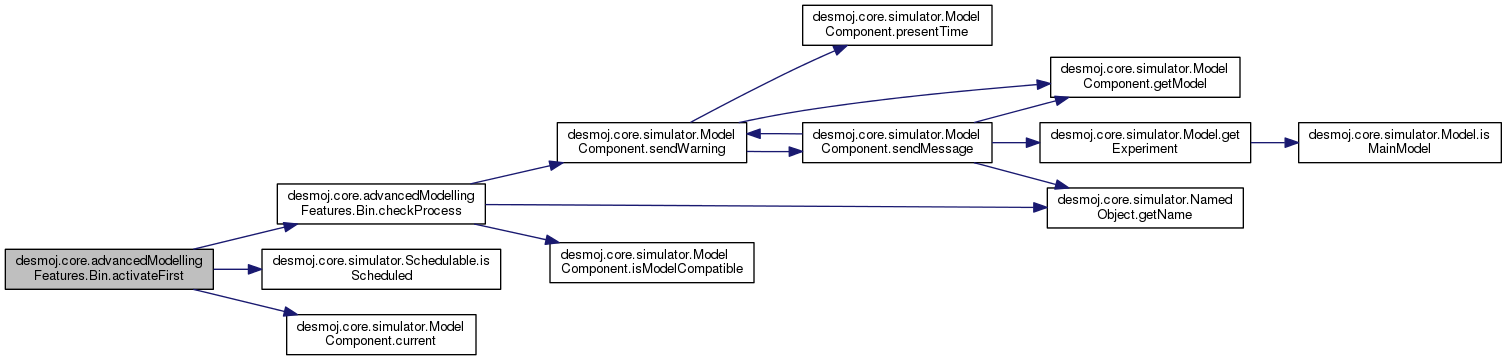 desmoj.core.simulator.Model
Component.presentTime
desmoj.core.simulator.Model
Component.getModel
desmoj.core.simulator.Model
Component.sendWarning
desmoj.core.simulator.Model
Component.sendMessage
desmoj.core.simulator.Model.get
Experiment
desmoj.core.simulator.Model.is
MainModel
desmoj.core.advancedModelling
Features.Bin.checkProcess
desmoj.core.simulator.Named
Object.getName
desmoj.core.advancedModelling
Features.Bin.activateFirst
desmoj.core.simulator.Schedulable.is
Scheduled
desmoj.core.simulator.Model
Component.isModelCompatible
desmoj.core.simulator.Model
Component.current